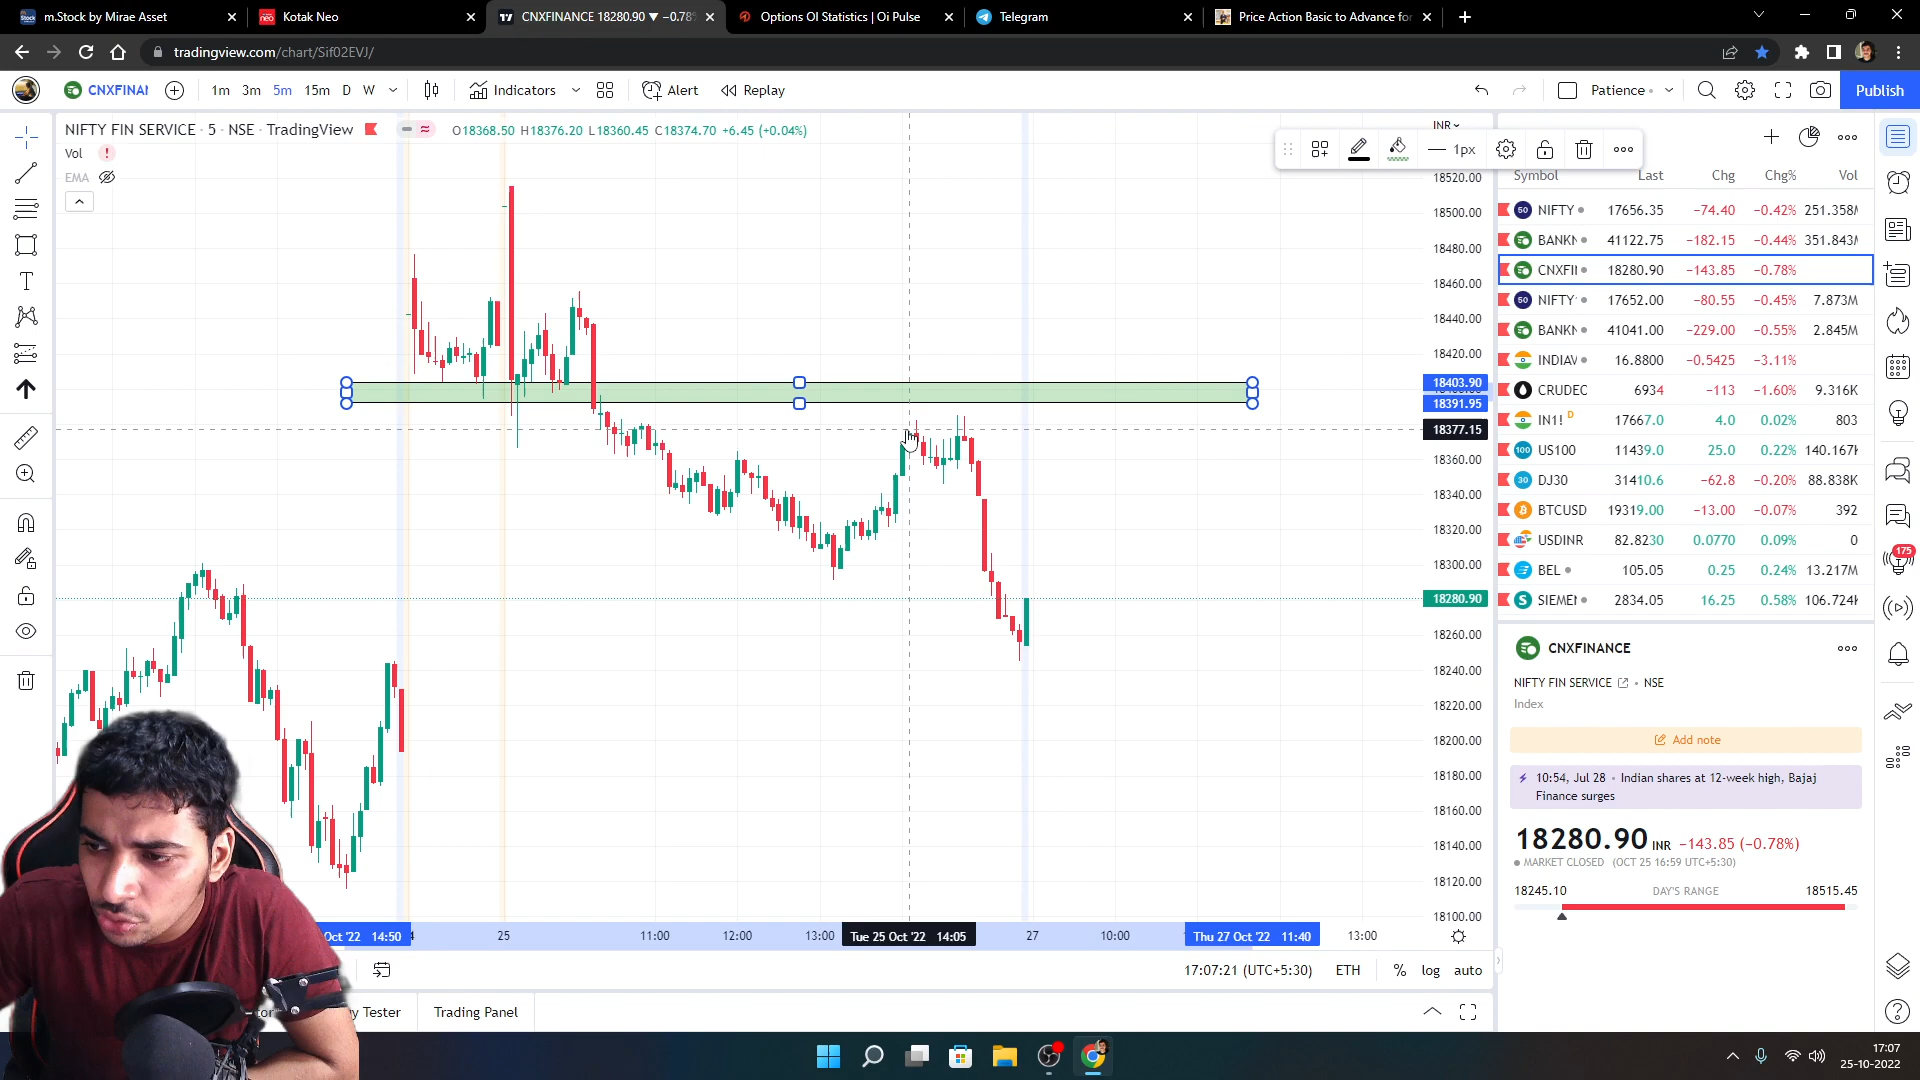 m.Stock by Mirae Asset
Kotak Neo
CNXFINANCE 18280.90 ▼ −0.78
Options OI Statistics | Oi Pulse
Telegram
Price Action Basic to Advance for
tradingview.com/chart/Sif02EVJ/
CNXFINAN
1m 3m 5m 15m D W
Indicators
Alert
Replay
Patience
Publish
NIFTY FIN SERVICE · 5 · NSE · TradingView
O18368.50 H18376.20 L18360.45 C18374.70 +6.45 (+0.04%)
Vol
EMA
INR
1px
18520.00
18500.00
18480.00
18460.00
18440.00
18420.00
18403.90
18391.95
18377.15
18360.00
18340.00
18320.00
18300.00
18280.90
18260.00
18240.00
18220.00
18200.00
18180.00
18160.00
18140.00
18120.00
18100.00
Oct '22 14:50
25
11:00
12:00
13:00
Tue 25 Oct '22 14:05
27
10:00
Thu 27 Oct '22 11:40
13:00
17:07:21 (UTC+5:30)
ETH
%
log
auto
Tester
Trading Panel
Symbol Last Chg Chg% Vol
NIFTY 17656.35 −74.40 −0.42% 251.358M
BANKN 41122.75 −182.15 −0.44% 351.843M
CNXFII 18280.90 −143.85 −0.78%
NIFTY 17652.00 −80.55 −0.45% 7.873M
BANKN 41041.00 −229.00 −0.55% 2.845M
INDIAV 16.8800 −0.5425 −3.11%
CRUDEC 6934 −113 −1.60% 9.316K
IN1! D 17667.0 4.0 0.02% 803
US100 11439.0 25.0 0.22% 140.167K
DJ30 31410.6 −62.8 −0.20% 88.838K
BTCUSD 19319.00 −13.00 −0.07% 392
USDINR 82.8230 0.0770 0.09% 0
BEL 105.05 0.25 0.24% 13.217M
SIEMEN 2834.05 16.25 0.58% 106.724K
175
CNXFINANCE
NIFTY FIN SERVICE • NSE
Index
Add note
10:54, Jul 28 • Indian shares at 12-week high, Bajaj
Finance surges
18280.90 INR −143.85 (−0.78%)
MARKET CLOSED (OCT 25 16:59 UTC+5:30)
18245.10 DAY'S RANGE 18515.45
17:07
25-10-2022